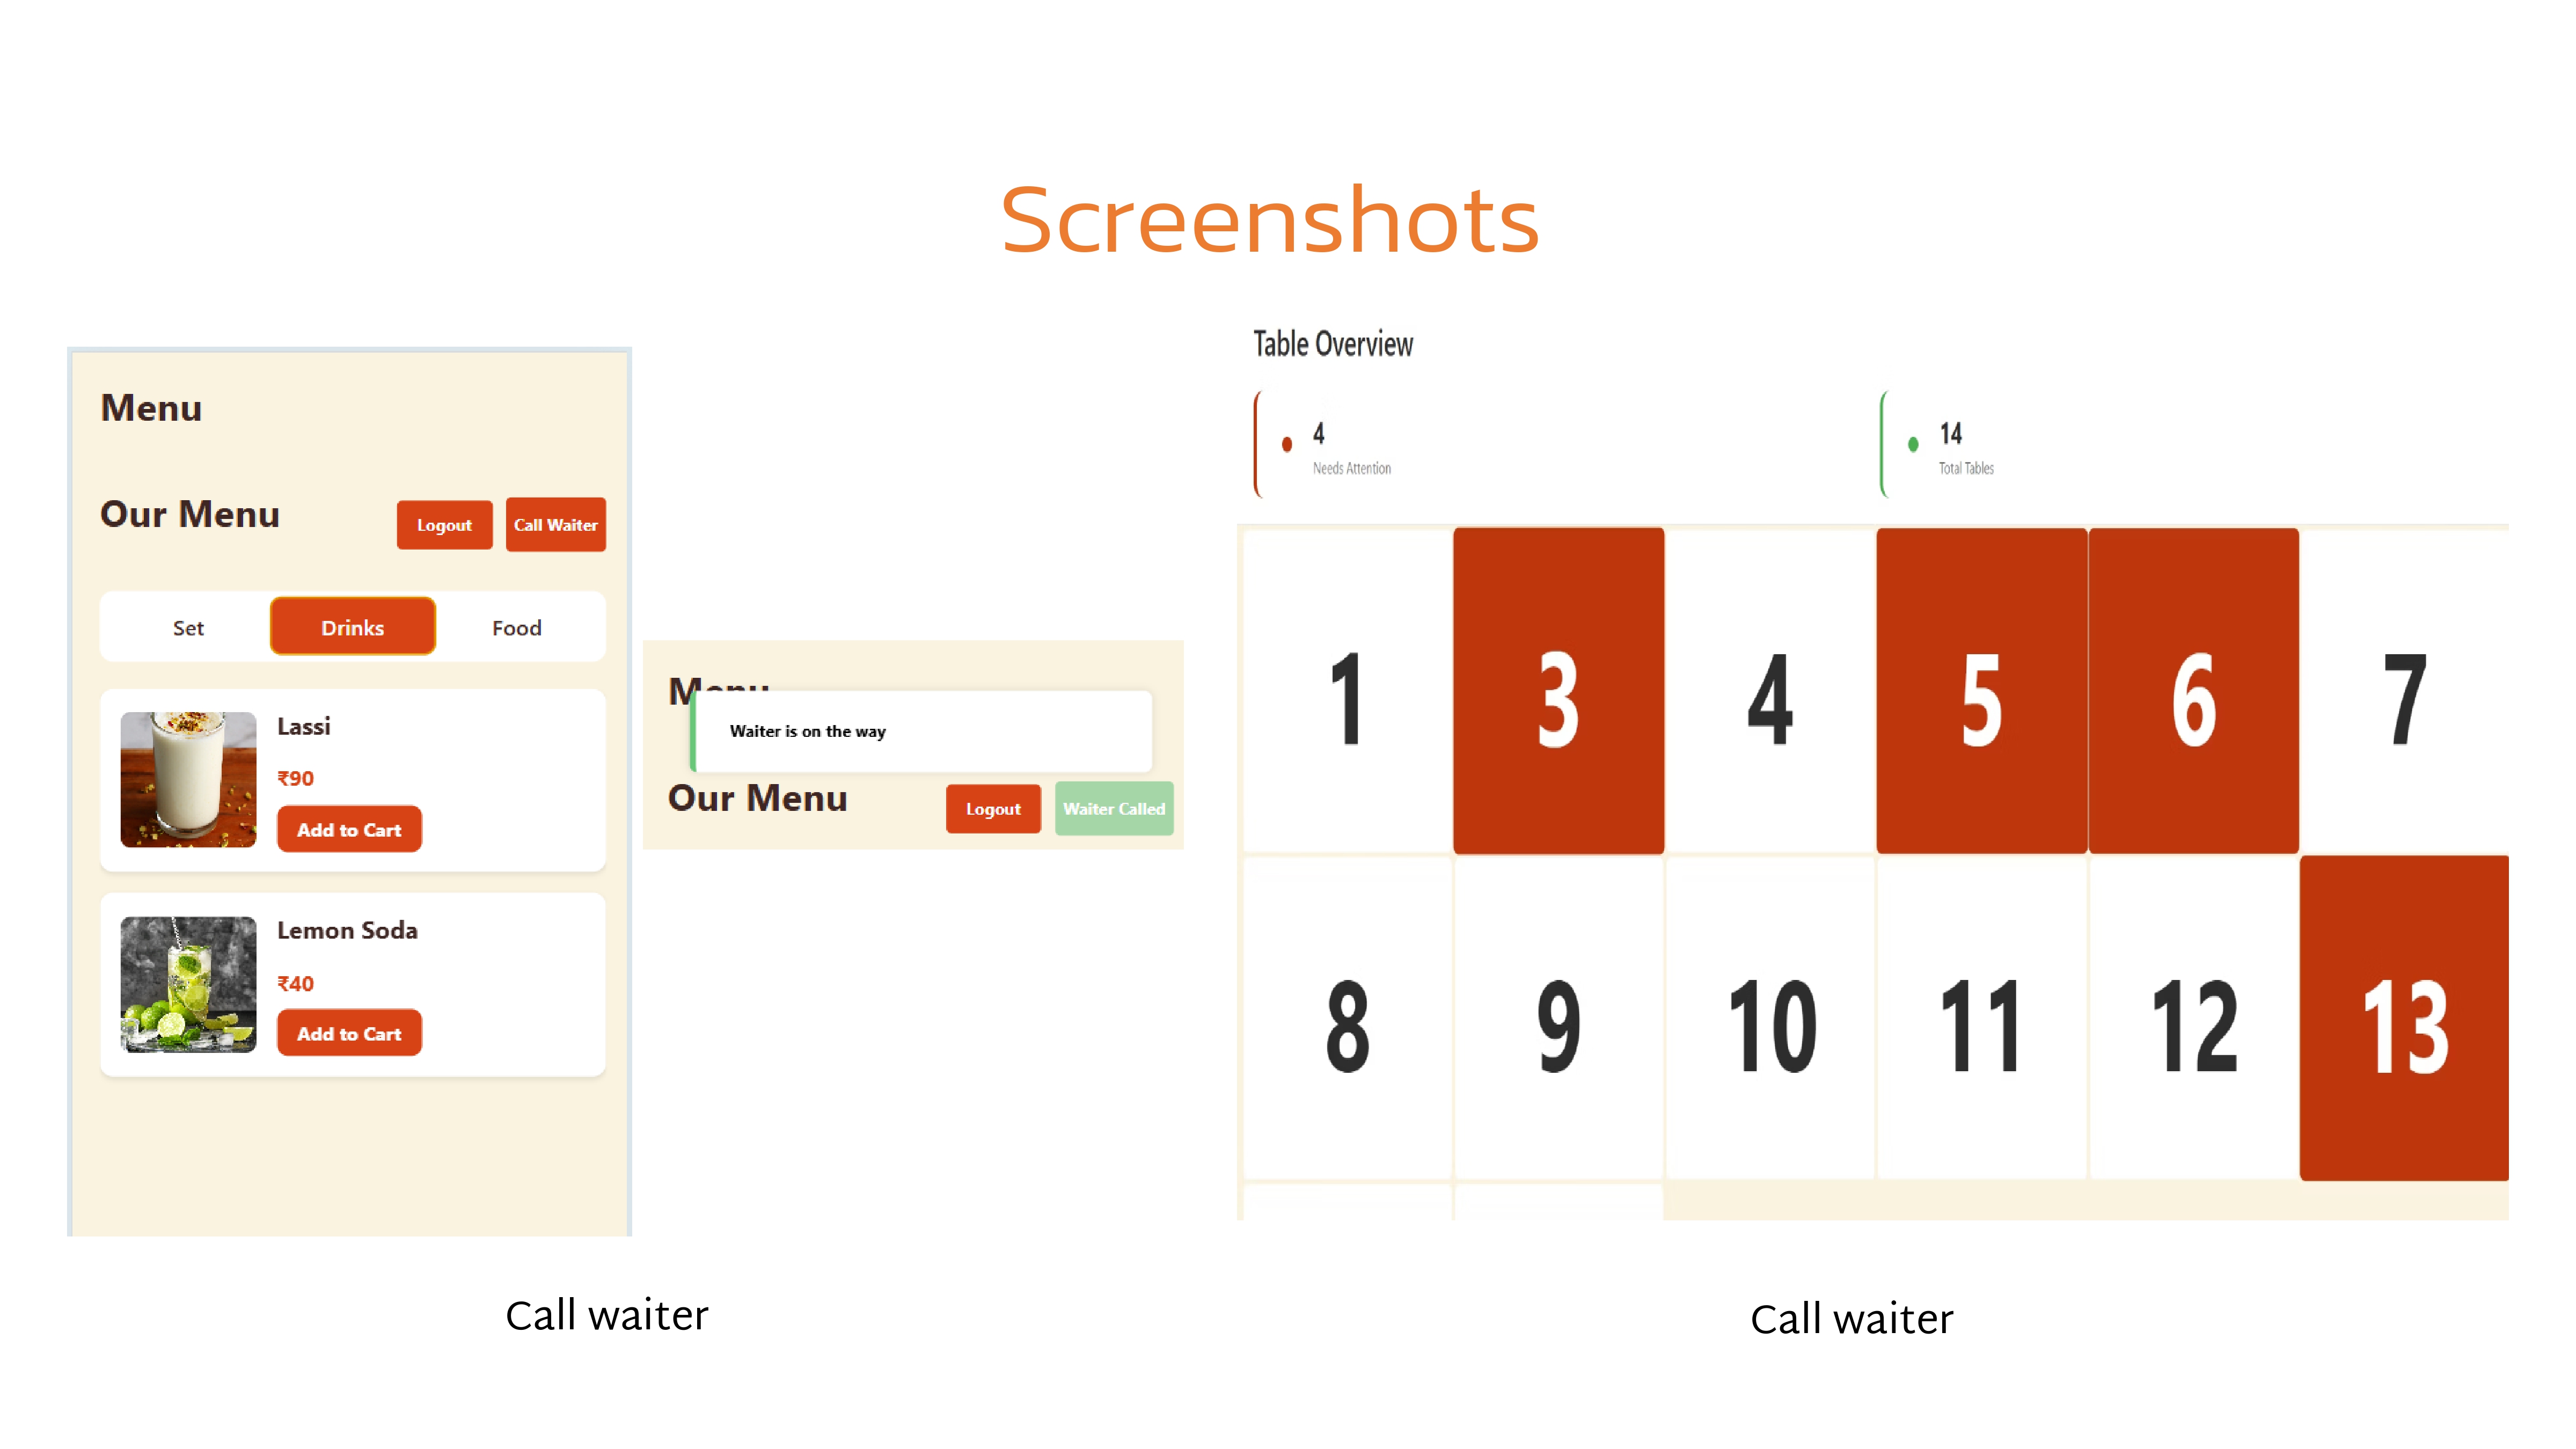 Screenshots
Menu
Our Menu
Logout
Call Waiter
Set
Drinks
Food
Lassi
₹90
Add to Cart
Lemon Soda
₹40
Add to Cart
Menu
Waiter is on the way
Our Menu
Logout
Waiter Called
Call waiter
Table Overview
4
Needs Attention
14
Total Tables
1 3 4 5 6 7
8 9 10 11 12 13
Call waiter